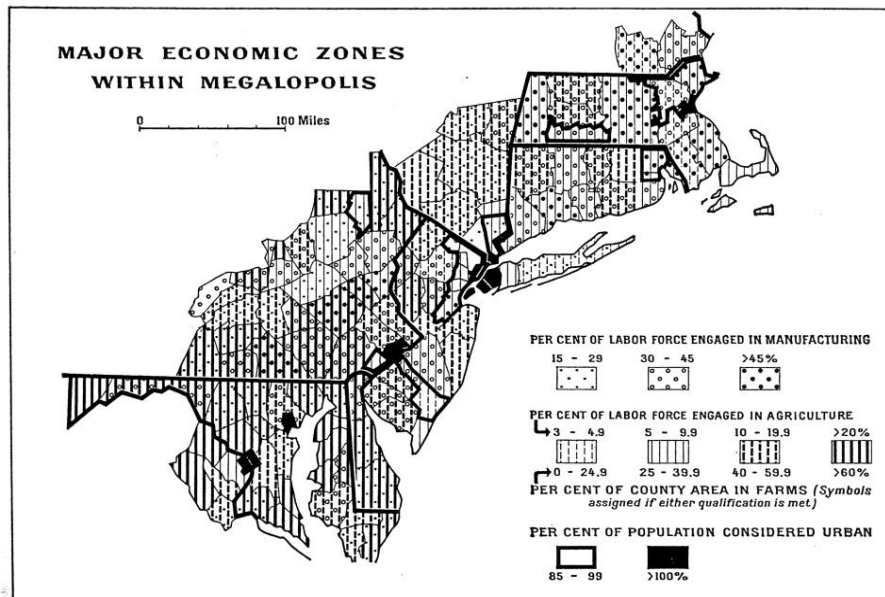 MAJOR ECONOMIC ZONES
WITHIN MEGALOPOLIS
0 100 Miles
PER CENT OF LABOR FORCE ENGAGED IN MANUFACTURING
15 - 29 30 - 45 >45%
PER CENT OF LABOR FORCE ENGAGED IN AGRICULTURE
3 - 4.9 5 - 9.9 10 - 19.9 >20%
0 - 24.9 25 - 39.9 40 - 59.9 >60%
PER CENT OF COUNTY AREA IN FARMS (Symbols
assigned if either qualification is met)
PER CENT OF POPULATION CONSIDERED URBAN
85 - 99 >100%